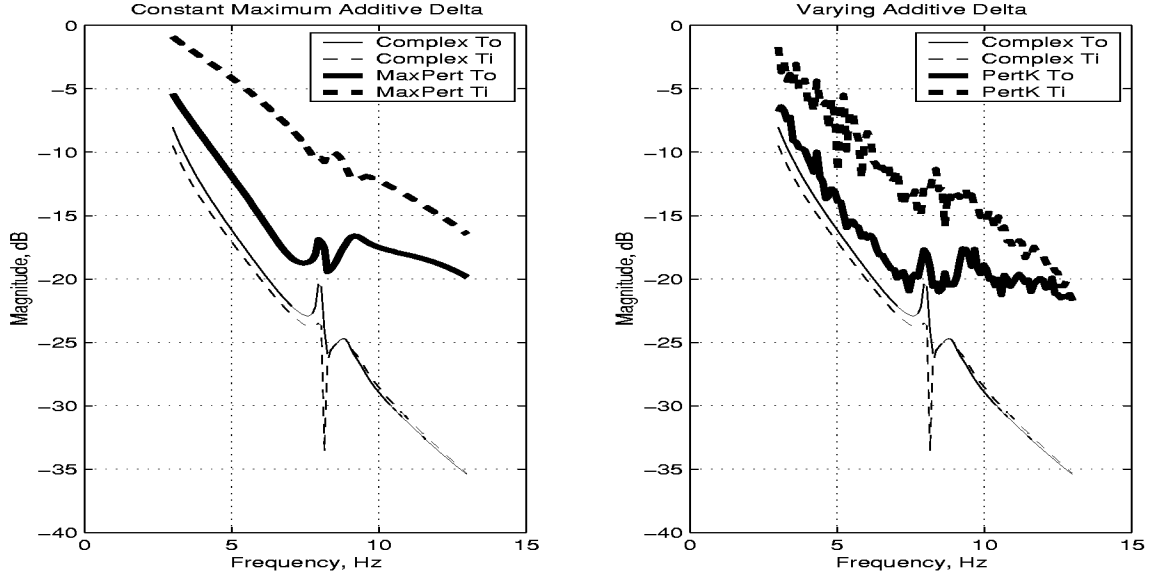 Constant Maximum Additive Delta
0
−5
−10
−15
−20
−25
−30
−35
−40
Magnitude, dB
Complex To
Complex Ti
MaxPert To
MaxPert Ti
0
5
10
15
Frequency, Hz
Varying Additive Delta
0
−5
−10
−15
−20
−25
−30
−35
−40
Magnitude, dB
Complex To
Complex Ti
PertK To
PertK Ti
0
5
10
15
Frequency, Hz